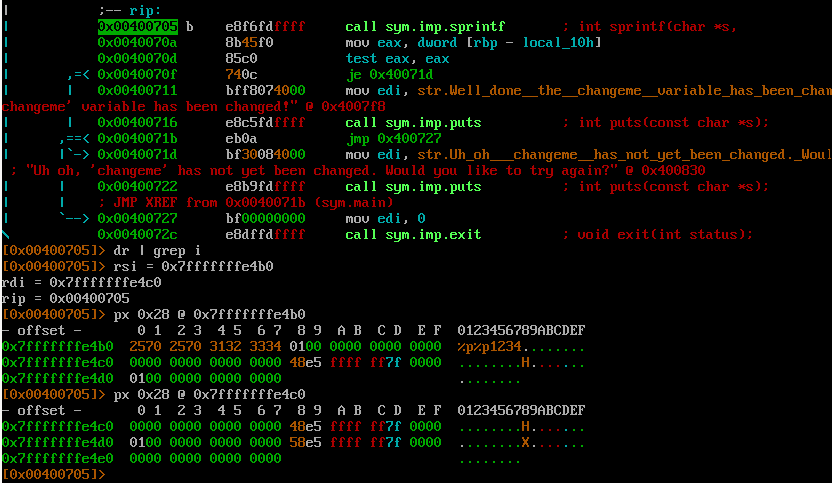 ;-- rip:
| 0x00400705 b e8f6fdffff call sym.imp.sprintf ; int sprintf(char *s,
| 0x0040070a 8b45f0 mov eax, dword [rbp - local_10h]
| 0x0040070d 85c0 test eax, eax
| ,=< 0x0040070f 740c je 0x40071d
| | 0x00400711 bff8074000 mov edi, str.Well_done__the__changeme__variable_has_been_chan
changeme' variable has been changed!" @ 0x4007f8
| | 0x00400716 e8c5fdffff call sym.imp.puts ; int puts(const char *s);
| ,==< 0x0040071b eb0a jmp 0x400727
| |`-> 0x0040071d bf30084000 mov edi, str.Uh_oh___changeme__has_not_yet_been_changed._Woul
; "Uh oh, 'changeme' has not yet been changed. Would you like to try again?" @ 0x400830
| | 0x00400722 e8b9fdffff call sym.imp.puts ; int puts(const char *s);
| | ; JMP XREF from 0x0040071b (sym.main)
| `--> 0x00400727 bf00000000 mov edi, 0
\ 0x0040072c e8dffdffff call sym.imp.exit ; void exit(int status);
[0x00400705]> dr | grep i
[0x00400705]> rsi = 0x7fffffffe4b0
rdi = 0x7fffffffe4c0
rip = 0x00400705
[0x00400705]> px 0x28 @ 0x7fffffffe4b0
- offset - 0 1 2 3 4 5 6 7 8 9 A B C D E F 0123456789ABCDEF
0x7fffffffe4b0 2570 2570 3132 3334 0100 0000 0000 0000 %p%p1234........
0x7fffffffe4c0 0000 0000 0000 0000 48e5 ffff ff7f 0000 ........H.......
0x7fffffffe4d0 0100 0000 0000 0000 ........
[0x00400705]> px 0x28 @ 0x7fffffffe4c0
- offset - 0 1 2 3 4 5 6 7 8 9 A B C D E F 0123456789ABCDEF
0x7fffffffe4c0 0000 0000 0000 0000 48e5 ffff ff7f 0000 ........H.......
0x7fffffffe4d0 0100 0000 0000 0000 58e5 ffff ff7f 0000 ........X.......
0x7fffffffe4e0 0000 0000 0000 0000 ........
[0x00400705]>